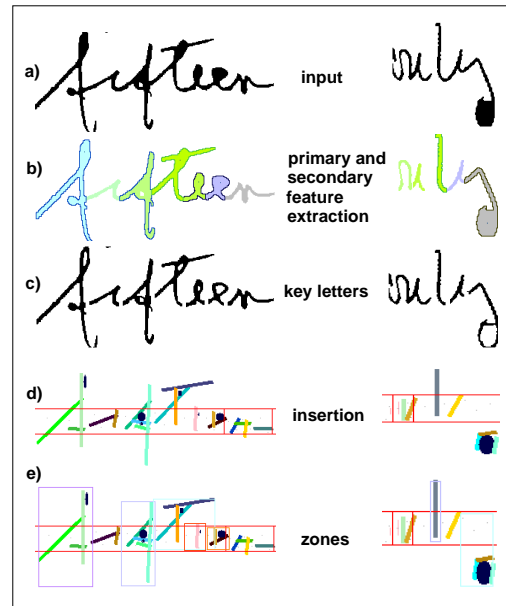 a) fifteen input only
b) primary and
secondary
feature
extraction
c) fifteen key letters only
d) insertion
e) zones